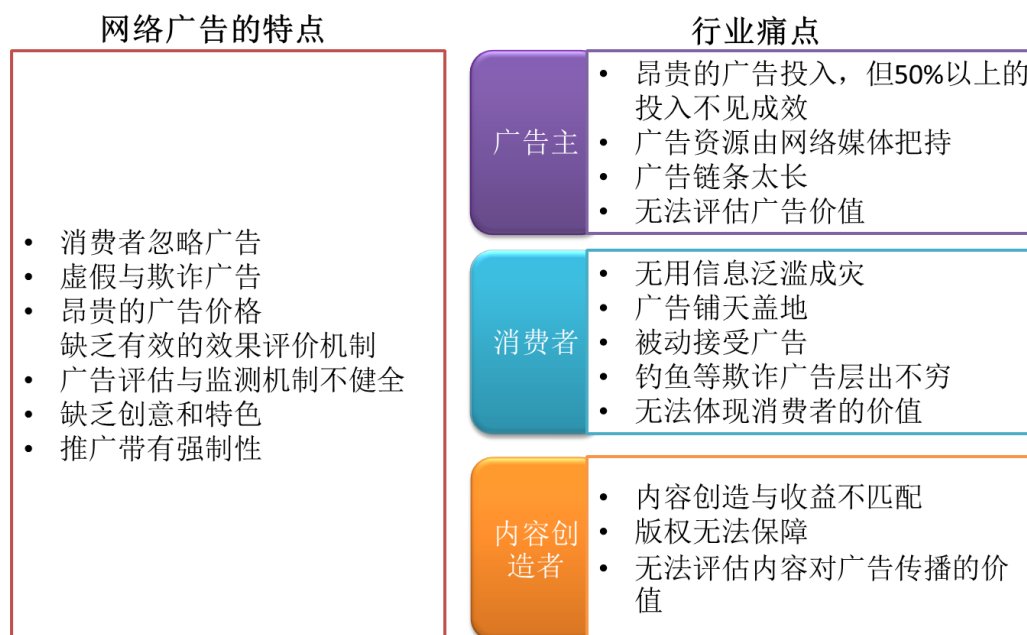 网络广告的特点
消费者忽略广告
虚假与欺诈广告
昂贵的广告价格
缺乏有效的效果评价机制
广告评估与监测机制不健全
缺乏创意和特色
推广带有强制性
行业痛点
广告主
昂贵的广告投入，但50%以上的
投入不见成效
广告资源由网络媒体把持
广告链条太长
无法评估广告价值
消费者
无用信息泛滥成灾
广告铺天盖地
被动接受广告
钓鱼等欺诈广告层出不穷
无法体现消费者的价值
内容创
造者
内容创造与收益不匹配
版权无法保障
无法评估内容对广告传播的价
值